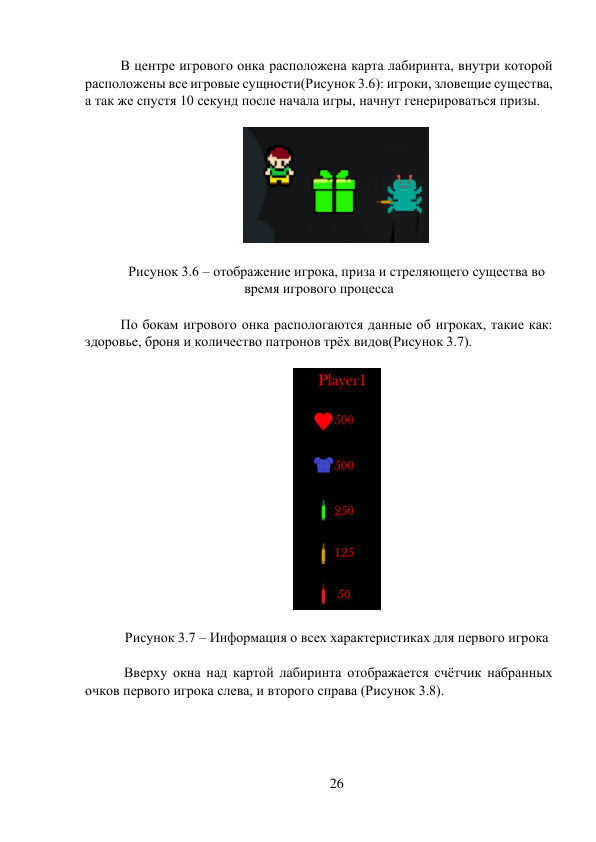 В центре игрового онка расположена карта лабиринта, внутри которой
расположены все игровые сущности(Рисунок 3.6): игроки, зловещие существа,
а так же спустя 10 секунд после начала игры, начнут генерироваться призы.
Рисунок 3.6 – отображение игрока, приза и стреляющего существа во
время игрового процесса
По бокам игрового онка распологаются данные об игроках, такие как:
здоровье, броня и количество патронов трёх видов(Рисунок 3.7).
Player1
500
500
250
125
50
Рисунок 3.7 – Информация о всех характеристиках для первого игрока
Вверху окна над картой лабиринта отображается счётчик набранных
очков первого игрока слева, и второго справа (Рисунок 3.8).
26